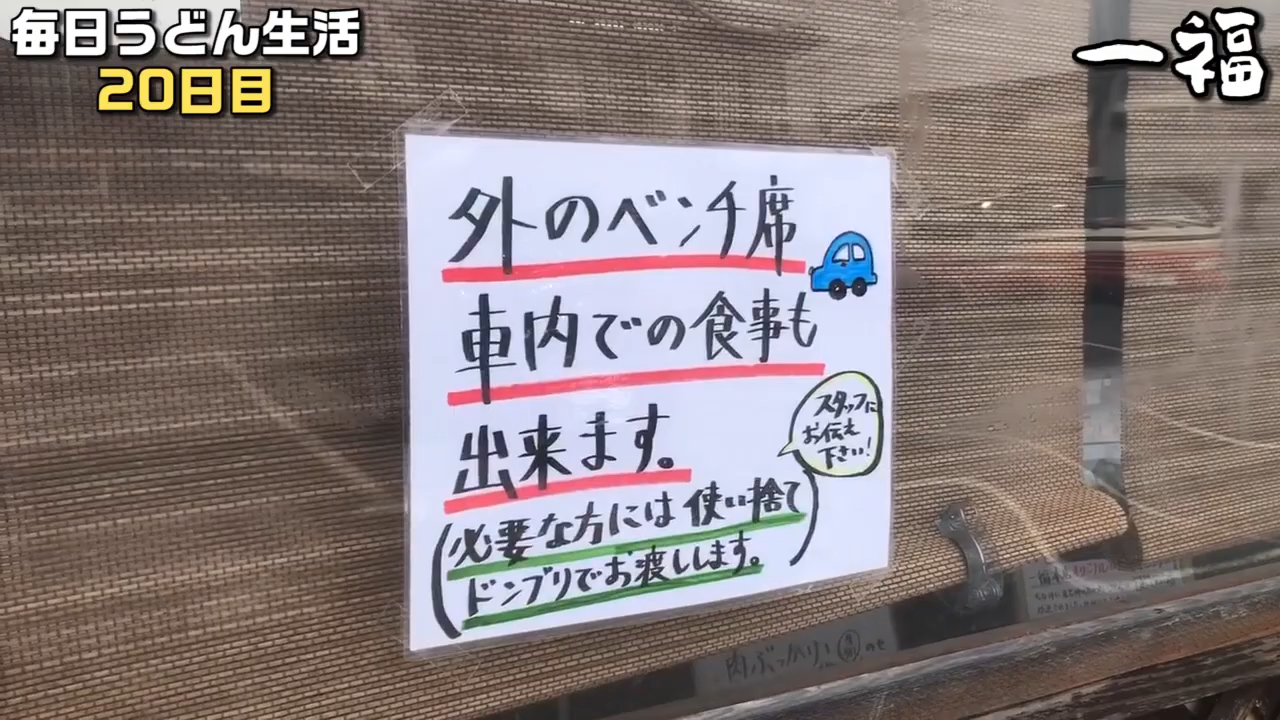 毎日うどん生活
20日目
一福
外のベンチ席
車内での食事も
出来ます。
スタッフに
お伝え
下さい!
(必要な方には使い捨て
ドンブリでお渡しします。)
肉ぶっかけ